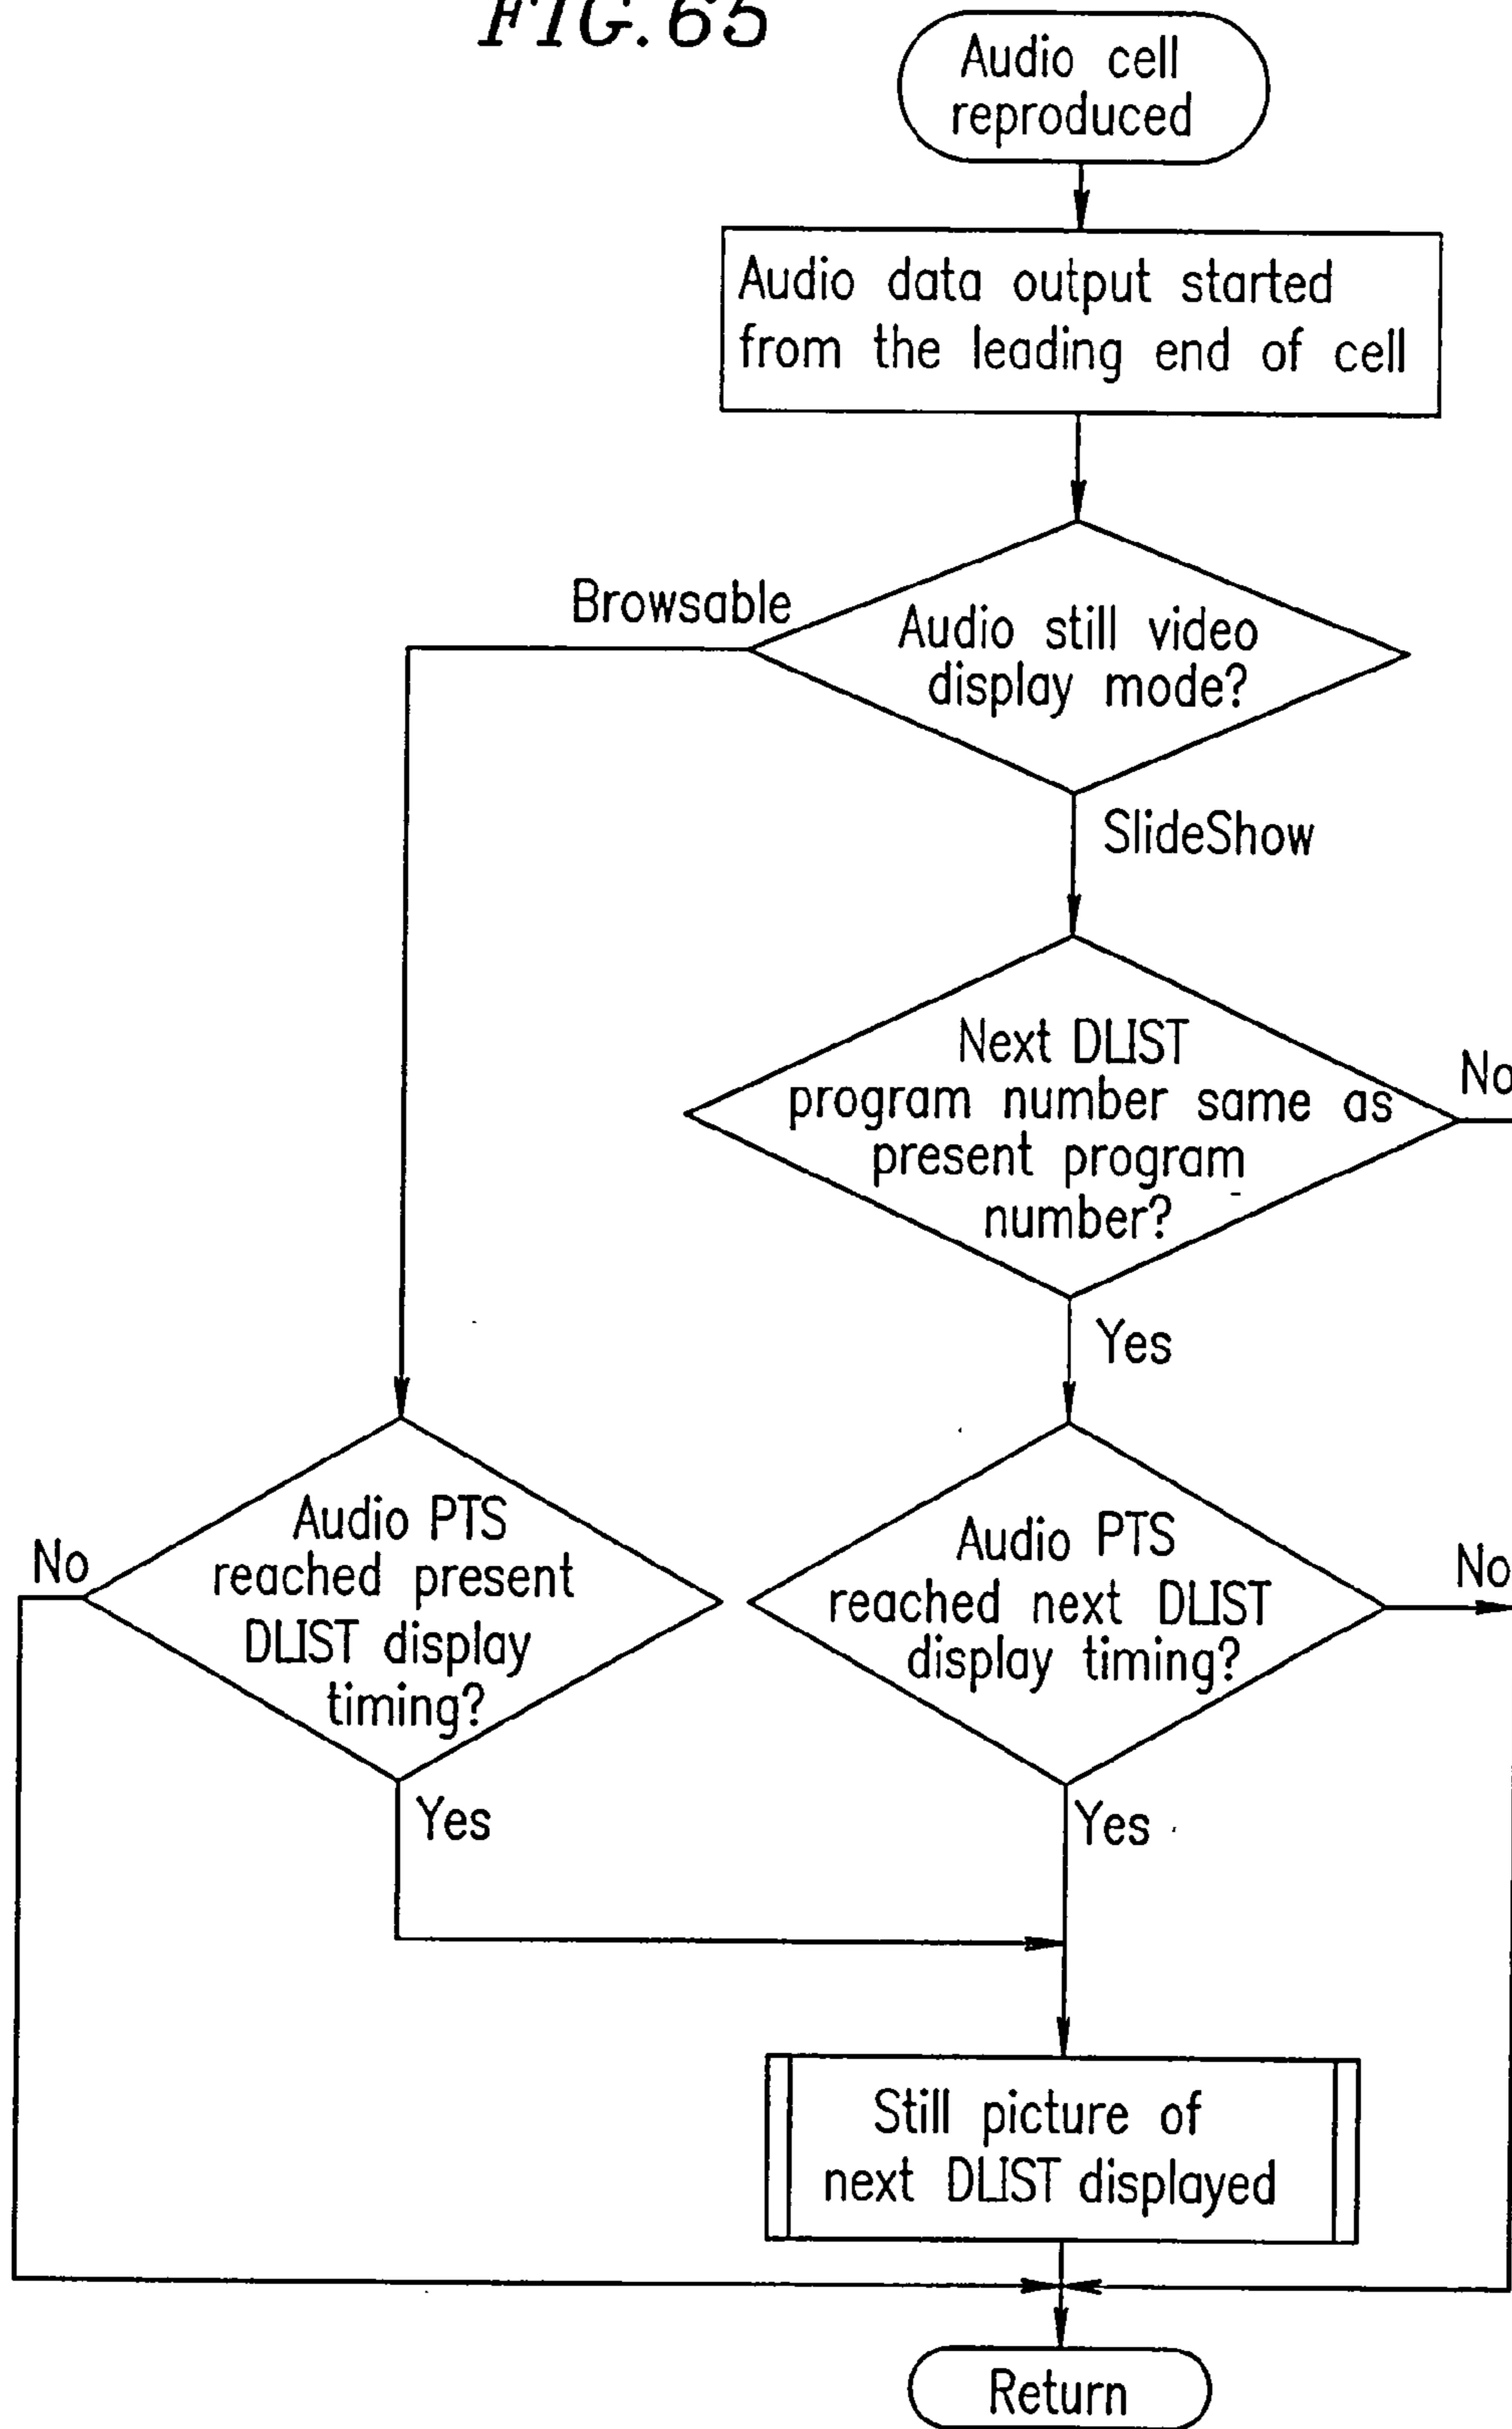 FIG. 65
Audio cell
reproduced
Audio data output started
from the leading end of cell
Browsable
Audio still video
display mode?
SlideShow
Next DLIST
program number same as
present program
number?
No
Yes
Audio PTS
reached present
DLIST display
timing?
No
Yes
Audio PTS
reached next DLIST
display timing?
No
Yes
Still picture of
next DLIST displayed
Return